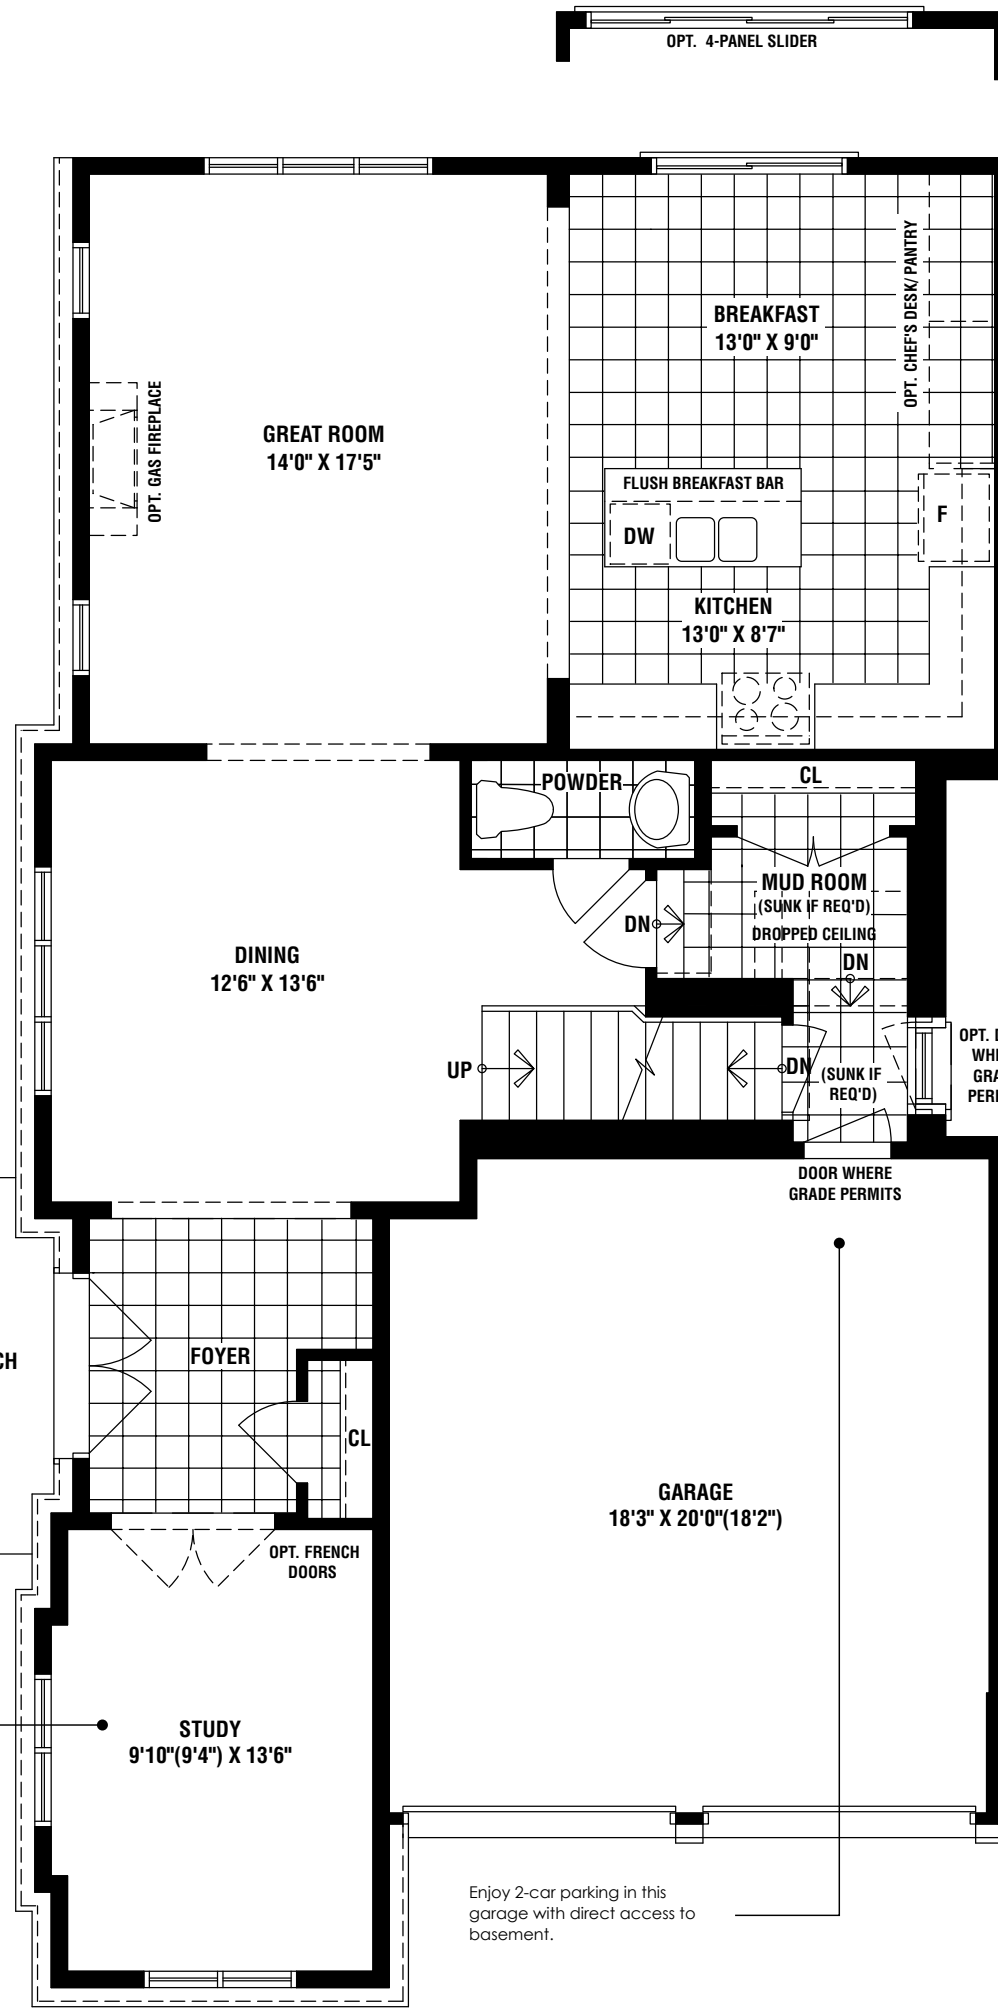 OPT. 4-PANEL SLIDER
BREAKFAST
13'0" X 9'0"
OPT. CHEF'S DESK/ PANTRY
GREAT ROOM
14'0" X 17'5"
OPT. GAS FIREPLACE
FLUSH BREAKFAST BAR
DW
F
KITCHEN
13'0" X 8'7"
POWDER
CL
MUD ROOM
(SUNK IF REQ'D)
DROPPED CEILING
DN
DN
DINING
12'6" X 13'6"
UP
DN
(SUNK IF
REQ'D)
OPT.
DOOR WHERE
GRADE PERMITS
FOYER
CL
GARAGE
18'3" X 20'0"(18'2")
OPT. FRENCH
DOORS
STUDY
9'10"(9'4") X 13'6"
Enjoy 2-car parking in this
garage with direct access to
basement.